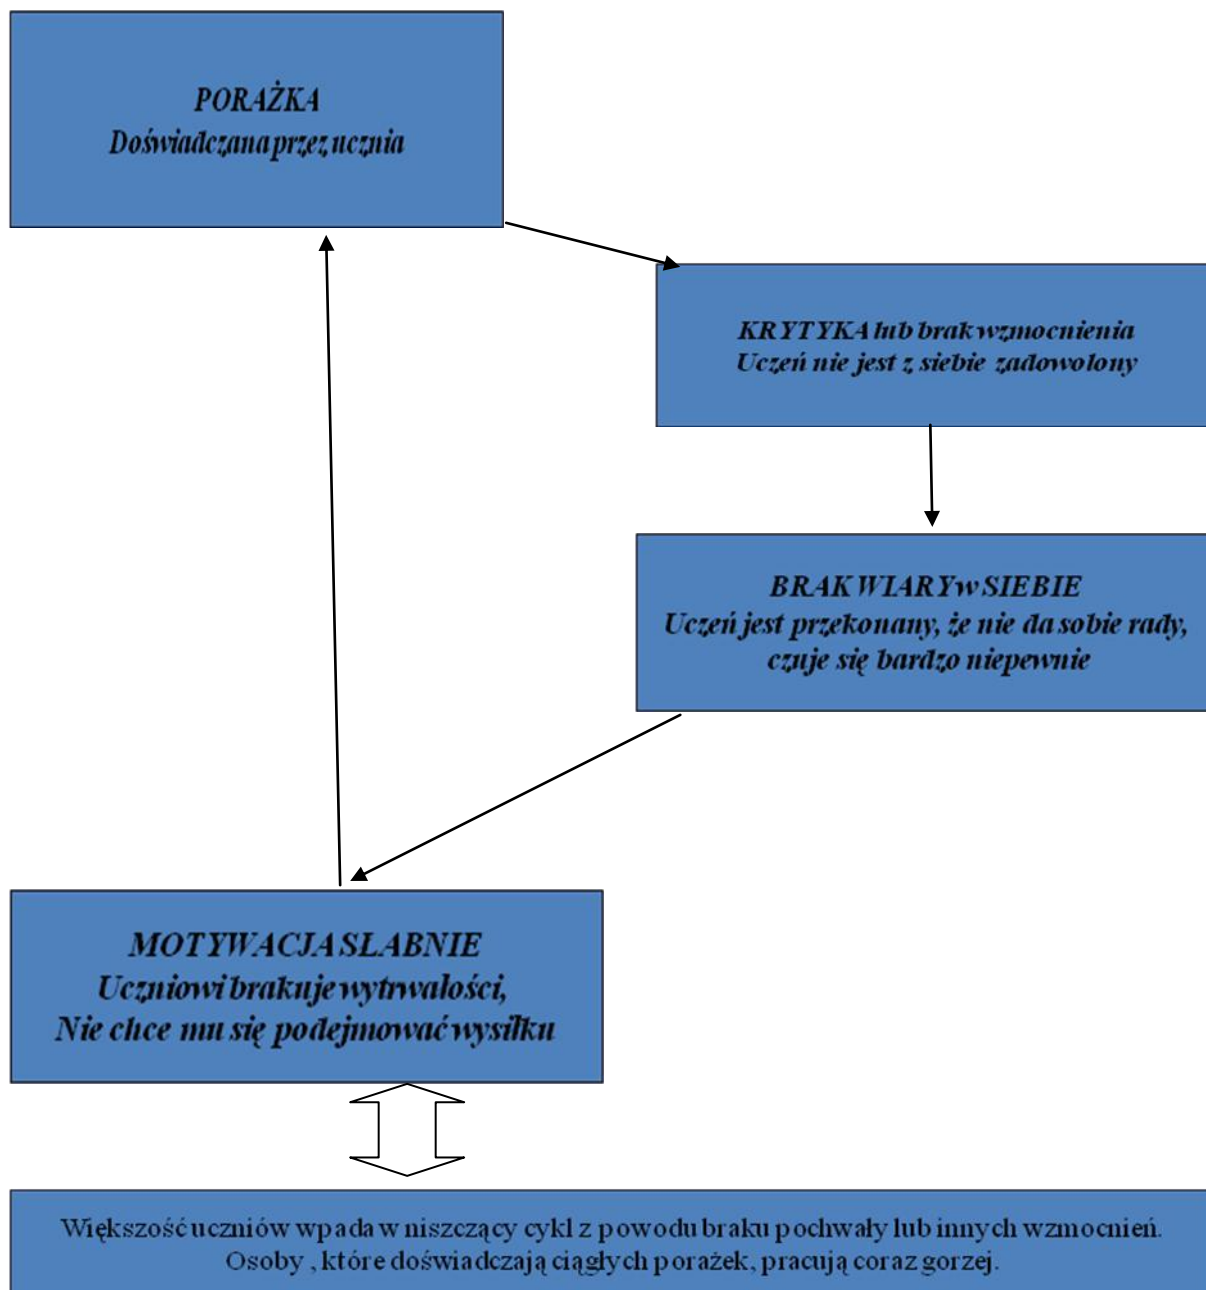 PORAŻKA
Doświadczana przez ucznia
KRYTYKA lub brak wzmocnienia
Uczeń nie jest z siebie zadowolony
BRAK WIARY w SIEBIE
Uczeń jest przekonany, że nie da sobie rady,
czuje się bardzo niepewnie
MOTYWACJA SŁABNIE
Uczniowi brakuje wytrwałości,
Nie chce mu się podejmować wysiłku
Większość uczniów wpada w niszczący cykl z powodu braku pochwały lub innych wzmocnień.
Osoby , które doświadczają ciągłych porażek, pracują coraz gorzej.